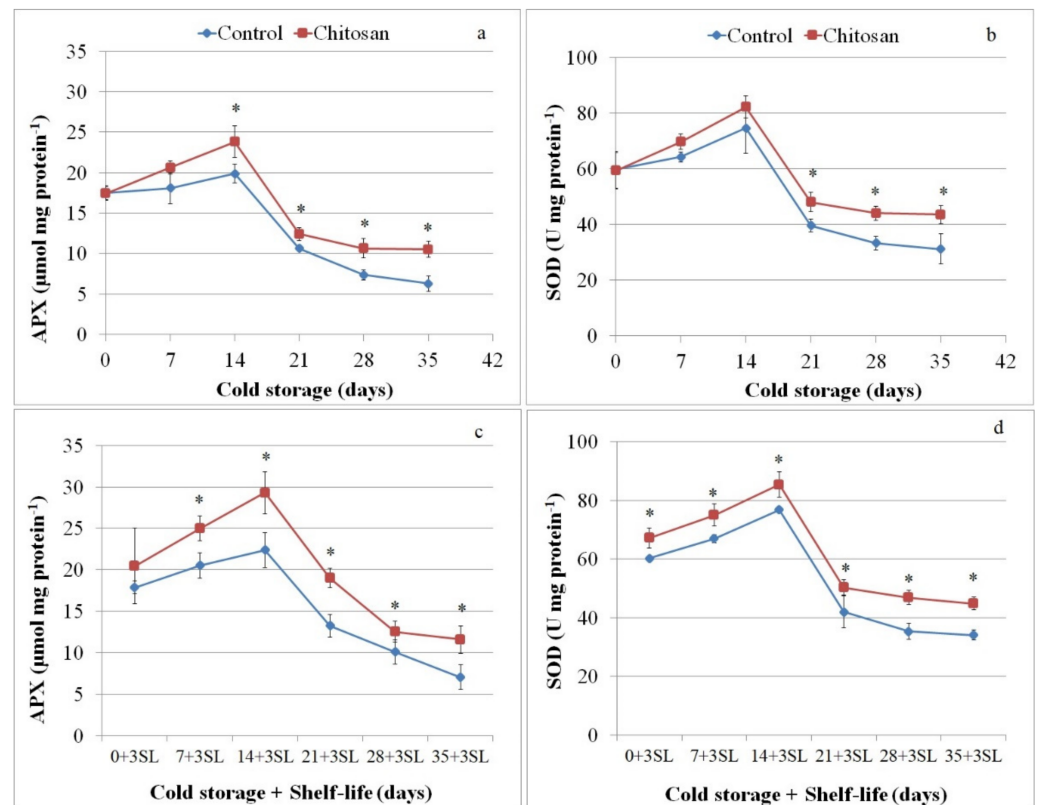 Control Chitosan a
35
30
25
20
15
10
5
0
APX (µmol mg protein-1)
* * * *
0 7 14 21 28 35 42
Cold storage (days)
Control Chitosan b
100
80
60
40
20
0
SOD (U mg protein-1)
* * *
0 7 14 21 28 35 42
Cold storage (days)
c
35
30
25
20
15
10
5
0
APX (µmol mg protein-1)
* * * * *
0+3SL 7+3SL 14+3SL 21+3SL 28+3SL 35+3SL
Cold storage + Shelf-life (days)
d
100
80
60
40
20
0
SOD (U mg protein-1)
* * * * * *
0+3SL 7+3SL 14+3SL 21+3SL 28+3SL 35+3SL
Cold storage + Shelf-life (days)